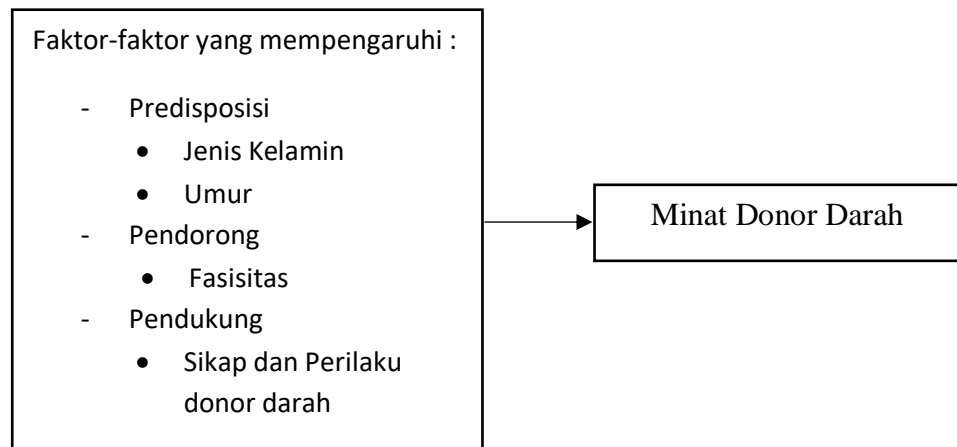 Faktor-faktor yang mempengaruhi :
- Predisposisi
• Jenis Kelamin
• Umur
- Pendorong
• Fasisitas
- Pendukung
• Sikap dan Perilaku
donor darah
Minat Donor Darah